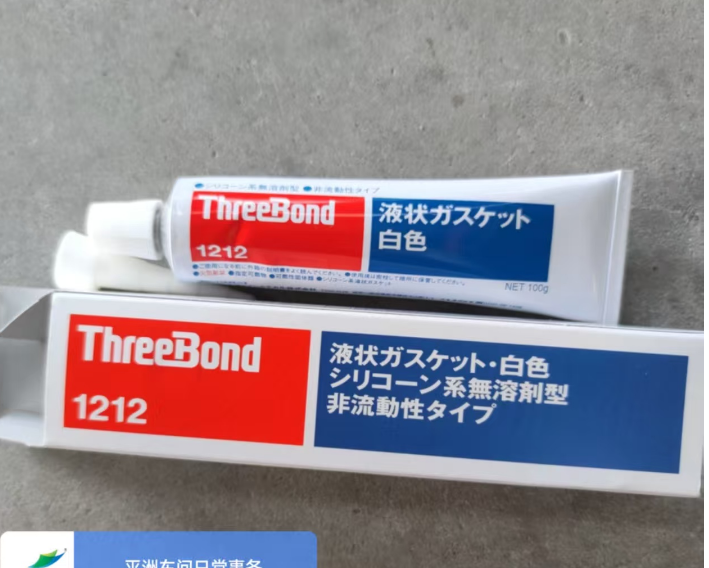 ●シリコーン系無溶剤型 ●非流動性タイプ
ThreeBond
1212
液状ガスケット
白色
NET 100g
ThreeBond
1212
液状ガスケット・白色
シリコーン系無溶剤型
非流動性タイプ